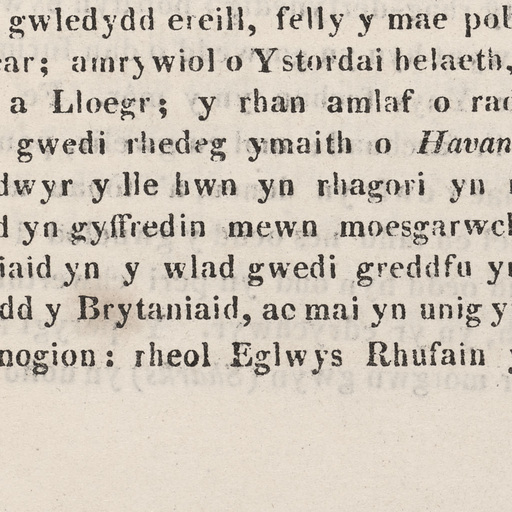 gwledydd ereill, felly y mae pob
ar; amrywiol o Ystordai helaeth,
a Lloegr; y rhan amlaf o rad
gwedi rhedeg ymaith o Havan
dwyr y lle hwn yn rhagori yn
d yn gyffredin mewn moesgarwch
iaid yn y wlad gwedi greddfu yn
dd y Brytaniaid, ac mai yn unig y
nogion: rheol Eglwys Rhufain y